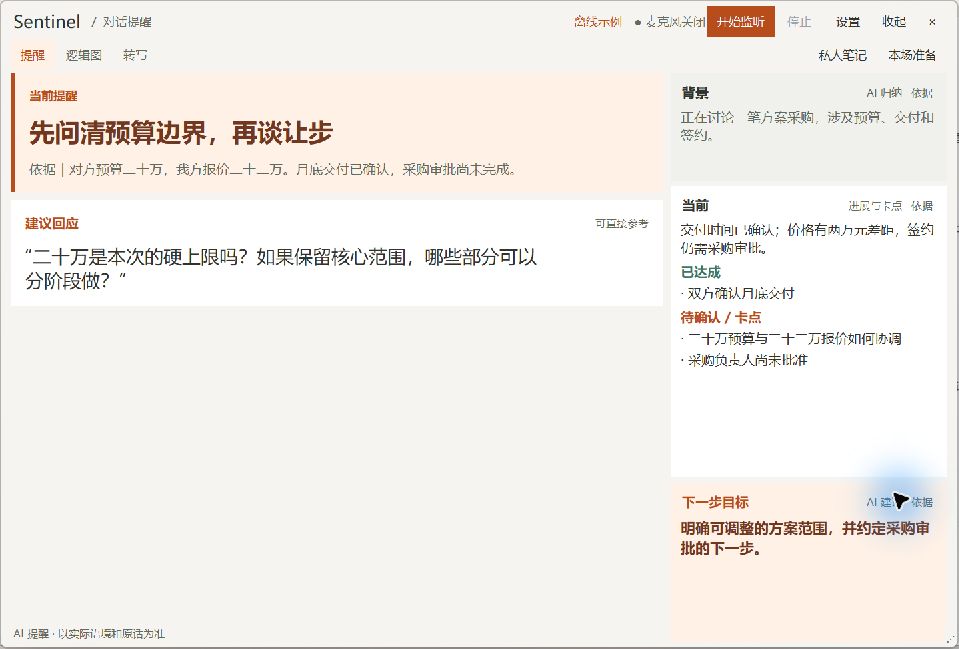 Sentinel / 对话提醒
离线示例 ● 麦克风关闭 开始监听 停止 设置 收起 ×
提醒 逻辑图 转写
私人笔记 本场准备
当前提醒
先问清预算边界，再谈让步
依据｜对方预算二十万，我方报价二十二万。月底交付已确认，采购审批尚未完成。
建议回应
可直接参考
“二十万是本次的硬上限吗？如果保留核心范围，哪些部分可以
分阶段做？”
背景
AI 归纳 · 依据
正在讨论一笔方案采购，涉及预算、交付和
签约。
当前
进展与卡点 · 依据
交付时间已确认；价格有两万元差距，签约
仍需采购审批。
已达成
· 双方确认月底交付
待确认 / 卡点
· 二十万预算与二十二万报价如何协调
· 采购负责人尚未批准
下一步目标
AI 建 依据
明确可调整的方案范围，并约定采购审
批的下一步。
AI 提醒 · 以实际语境和原话为准